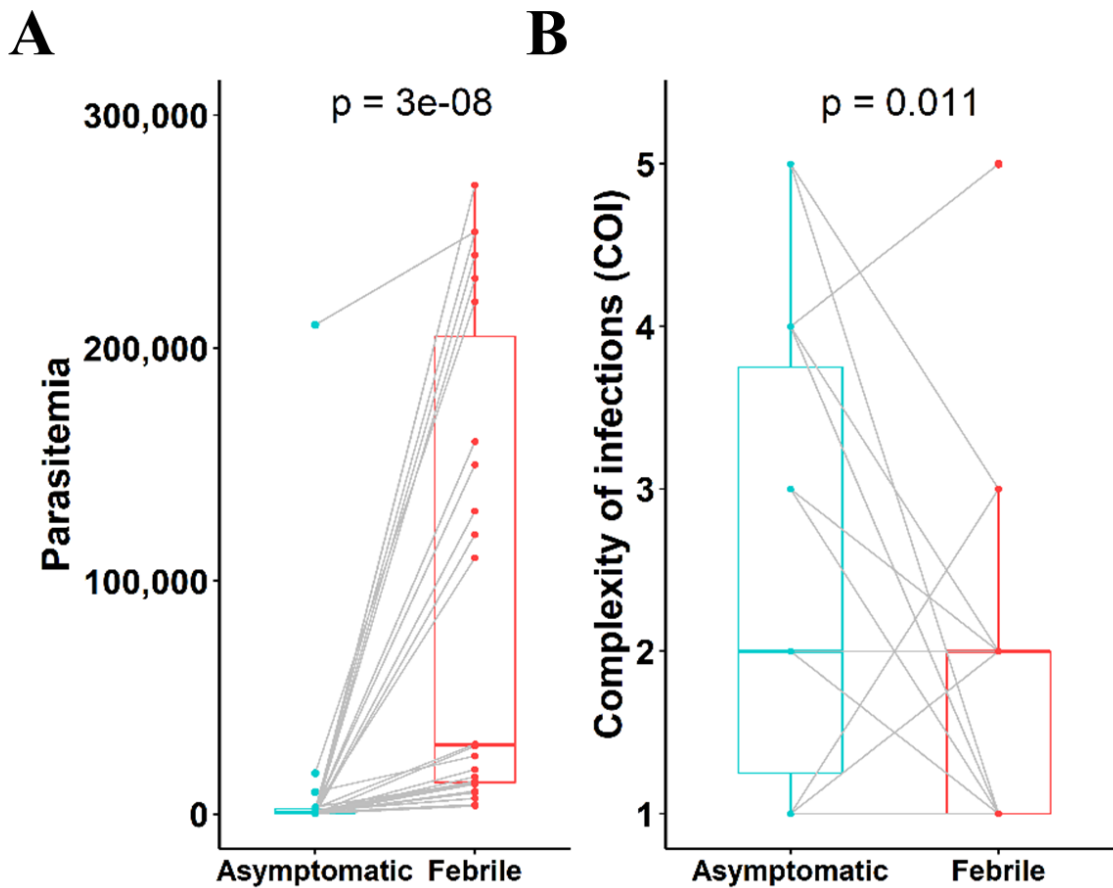 A
p = 3e-08
Parasitemia
300,000
200,000
100,000
0
Asymptomatic Febrile
B
p = 0.011
Complexity of infections (COI)
5
4
3
2
1
Asymptomatic Febrile